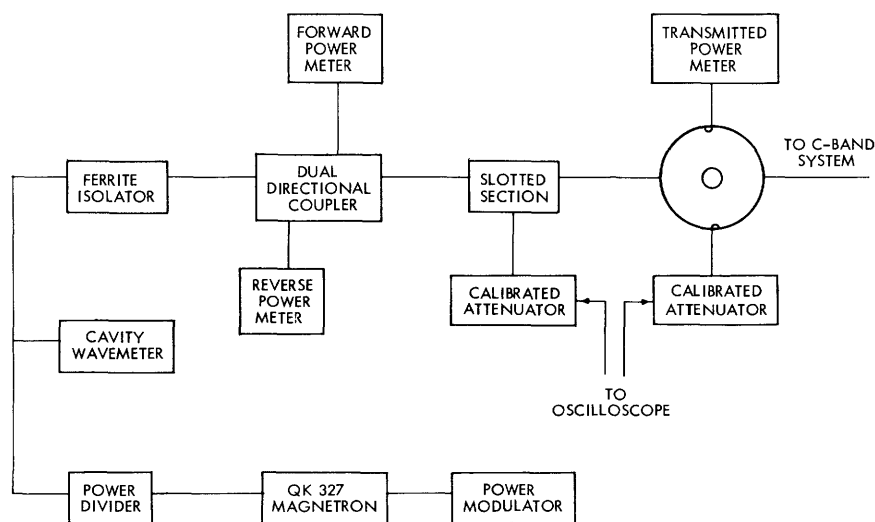 FORWARD
POWER
METER
TRANSMITTED
POWER
METER
TO C-BAND
SYSTEM
FERRITE
ISOLATOR
DUAL
DIRECTIONAL
COUPLER
SLOTTED
SECTION
REVERSE
POWER
METER
CALIBRATED
ATTENUATOR
CALIBRATED
ATTENUATOR
CAVITY
WAVEMETER
TO
OSCILLOSCOPE
POWER
DIVIDER
QK 327
MAGNETRON
POWER
MODULATOR